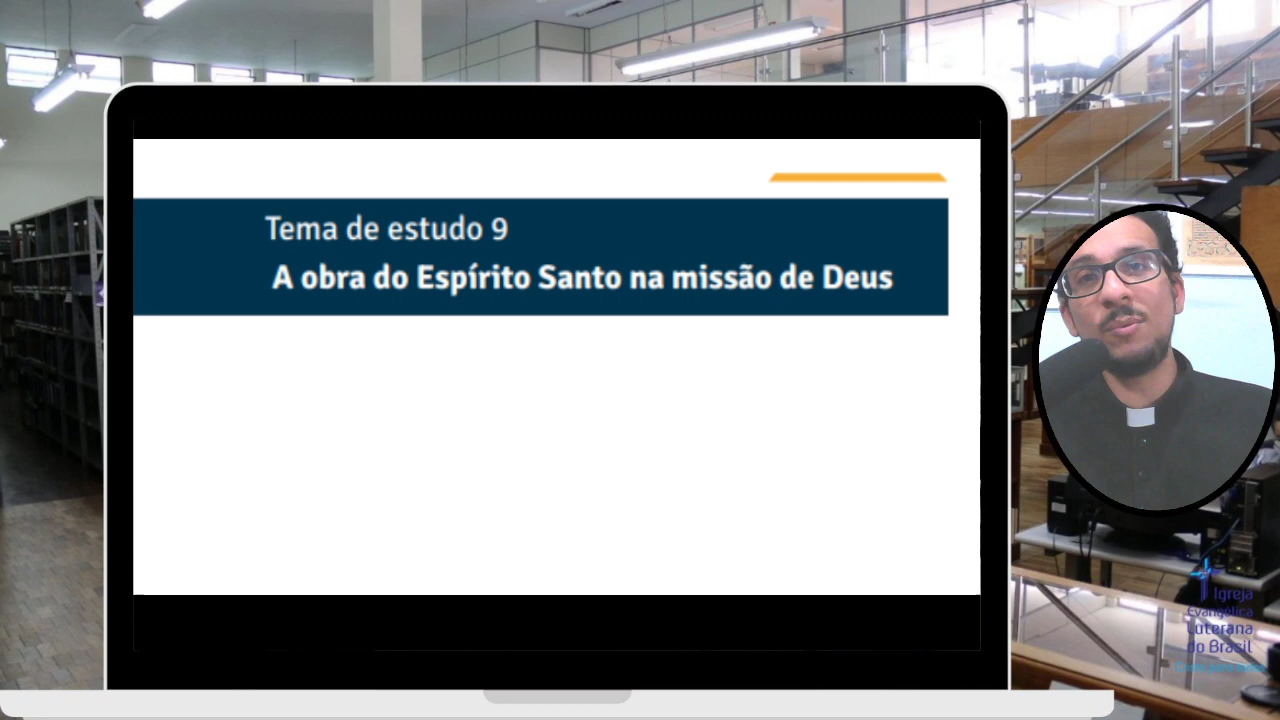 Tema de estudo 9
A obra do Espírito Santo na missão de Deus
Igreja
Evangélica
Luterana
do Brasil